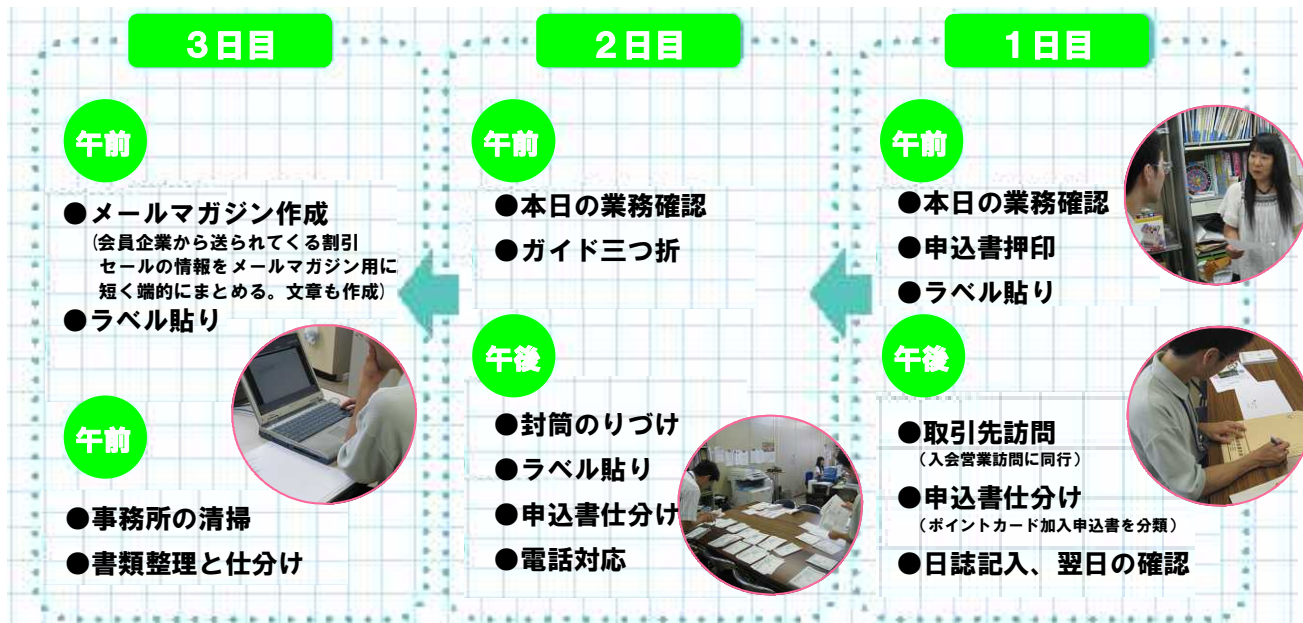 1日目
午前
●本日の業務確認
●申込書押印
●ラベル貼り
午後
●取引先訪問
（入会営業訪問に同行）
●申込書仕分け
（ポイントカード加入申込書を分類）
●日誌記入、翌日の確認
2日目
午前
●本日の業務確認
●ガイド三つ折
午後
●封筒のりづけ
●ラベル貼り
●申込書仕分け
●電話対応
3日目
午前
●メールマガジン作成
（会員企業から送られてくる割引
セールの情報をメールマガジン用に
短く端的にまとめる。文章も作成）
●ラベル貼り
午前
●事務所の清掃
●書類整理と仕分け